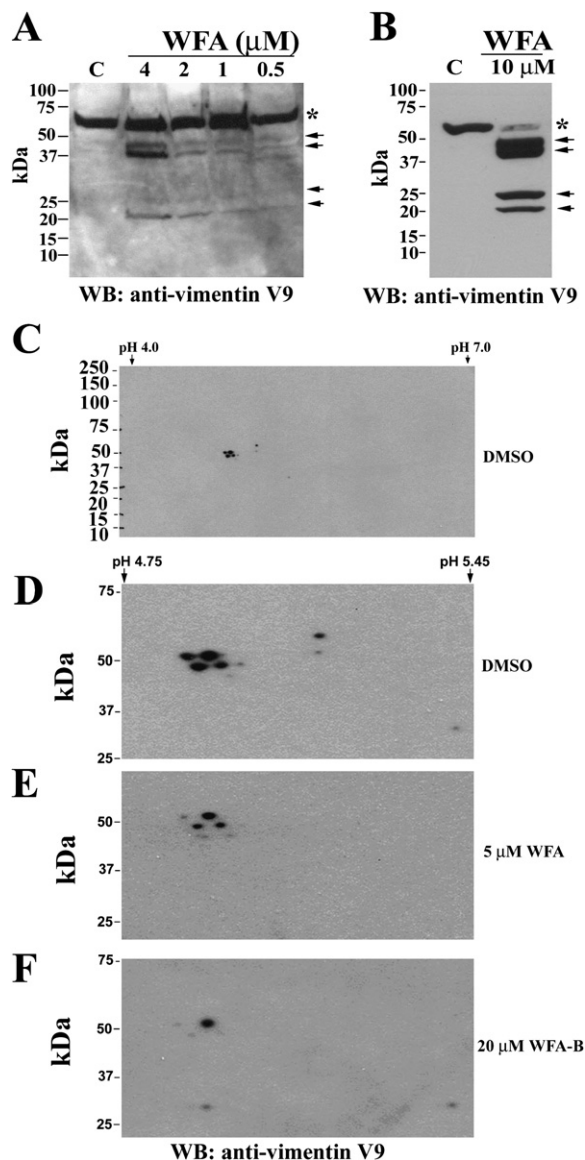 A
WFA (μM)
C 4 2 1 0.5
100
75
50
37
25
20
15
10
kDa
*
WB: anti-vimentin V9
B
WFA
C 10 μM
100
75
50
37
25
20
15
10
kDa
*
WB: anti-vimentin V9
C
pH 4.0 pH 7.0
250
150
100
75
50
37
25
20
15
10
kDa
DMSO
pH 4.75 pH 5.45
D
75
50
37
25
kDa
DMSO
E
50
37
25
kDa
5 μM WFA
F
75
50
37
25
kDa
20 μM WFA-B
WB: anti-vimentin V9